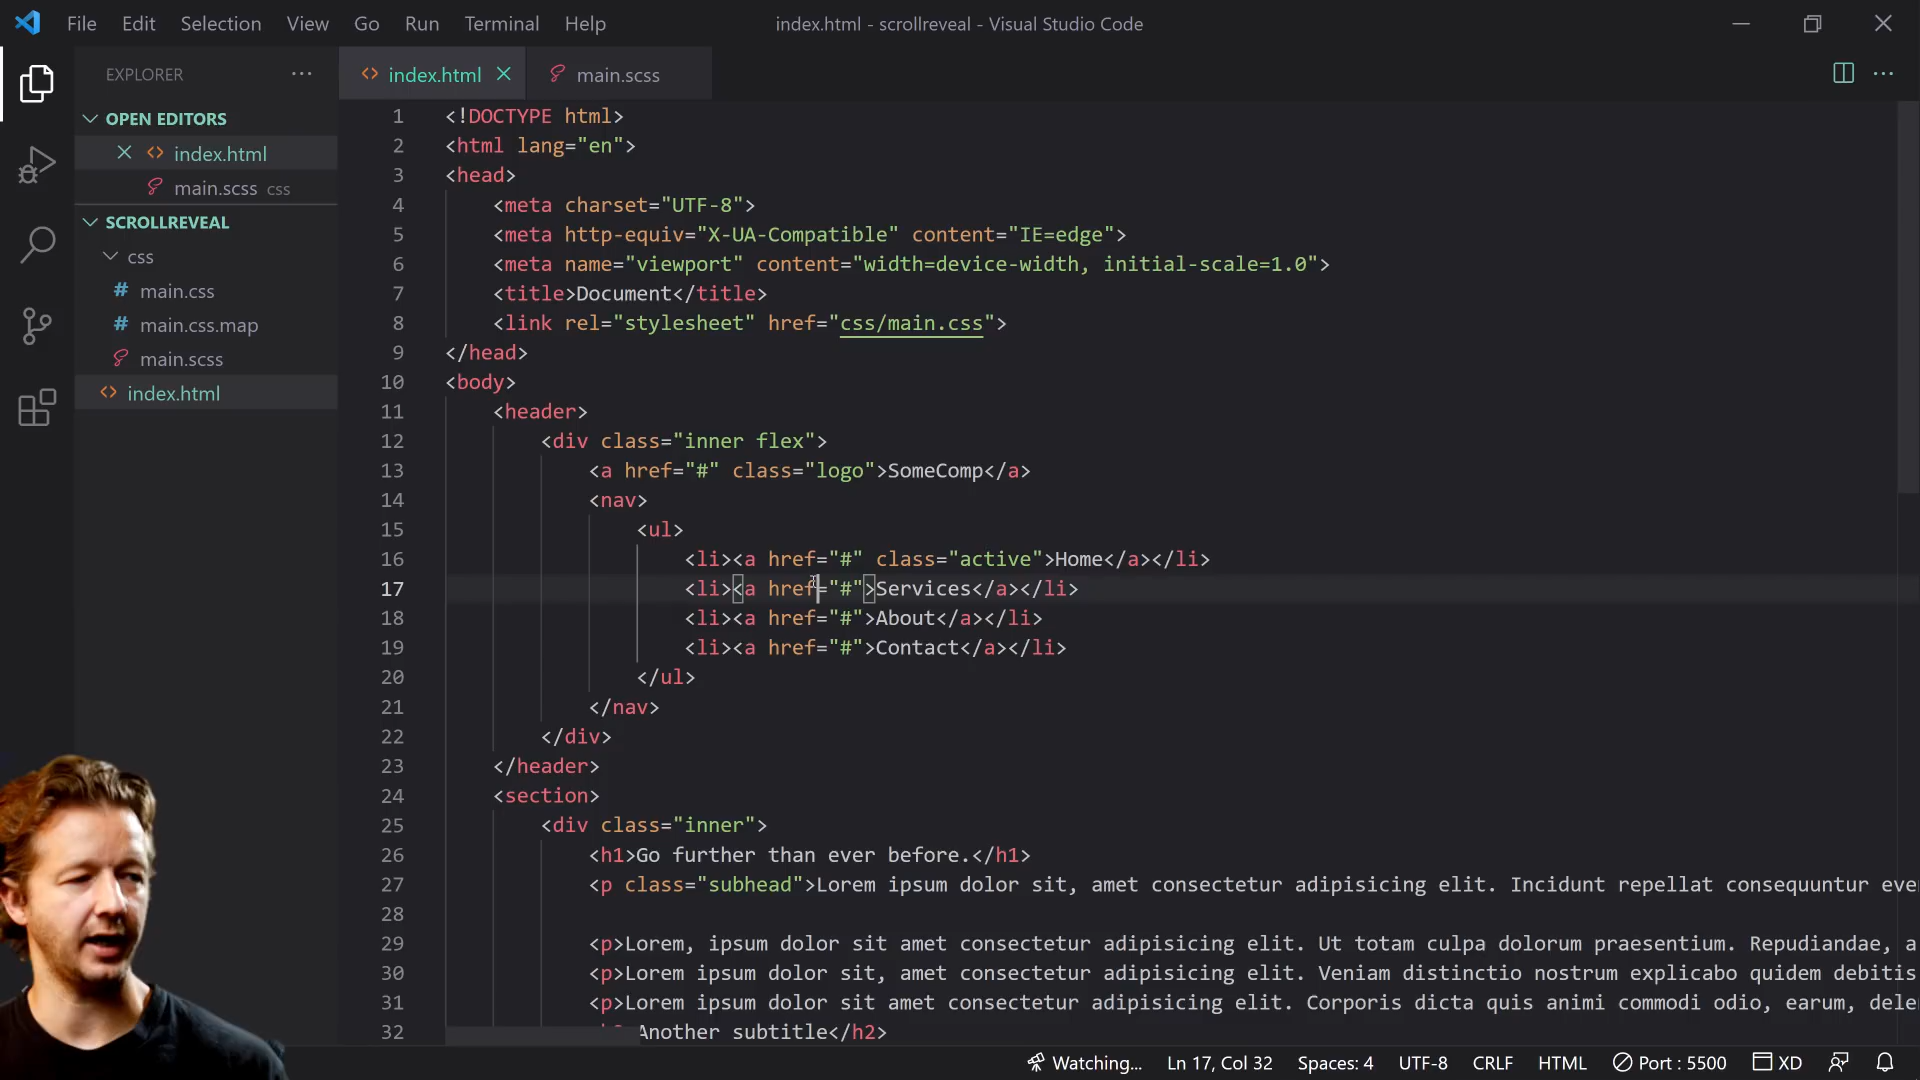 File Edit Selection View Go Run Terminal Help
index.html - scrollreveal - Visual Studio Code
EXPLORER
index.html
main.scss
OPEN EDITORS
index.html
main.scss css
SCROLLREVEAL
css
main.css
main.css.map
main.scss
index.html
1 <!DOCTYPE html>
2 <html lang="en">
3 <head>
4 <meta charset="UTF-8">
5 <meta http-equiv="X-UA-Compatible" content="IE=edge">
6 <meta name="viewport" content="width=device-width, initial-scale=1.0">
7 <title>Document</title>
8 <link rel="stylesheet" href="css/main.css">
9 </head>
10 <body>
11 <header>
12 <div class="inner flex">
13 <a href="#" class="logo">SomeComp</a>
14 <nav>
15 <ul>
16 <li><a href="#" class="active">Home</a></li>
17 <li><a href="#">Services</a></li>
18 <li><a href="#">About</a></li>
19 <li><a href="#">Contact</a></li>
20 </ul>
21 </nav>
22 </div>
23 </header>
24 <section>
25 <div class="inner">
26 <h1>Go further than ever before.</h1>
27 <p class="subhead">Lorem ipsum dolor sit, amet consectetur adipisicing elit. Incidunt repellat consequuntur eve
28
29 <p>Lorem, ipsum dolor sit amet consectetur adipisicing elit. Ut totam culpa dolorum praesentium. Repudiandae, a
30 <p>Lorem ipsum dolor sit, amet consectetur adipisicing elit. Veniam distinctio nostrum explicabo quidem debitis
31 <p>Lorem ipsum dolor sit amet consectetur adipisicing elit. Corporis dicta quis animi commodi odio, earum, dele
32 Another subtitle</h2>
Watching... Ln 17, Col 32 Spaces: 4 UTF-8 CRLF HTML Port : 5500 XD